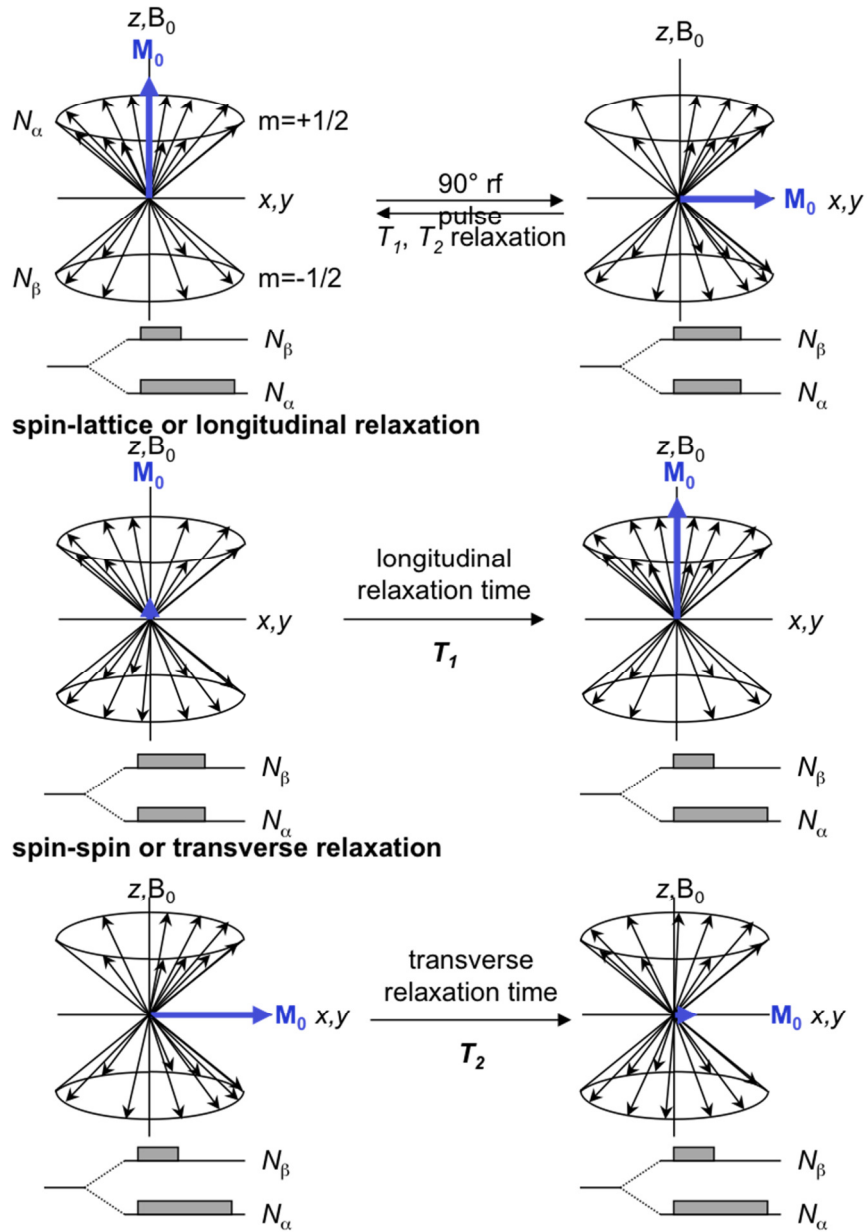 z,B₀
M₀
z,B₀
Nα
m=+1/2
90° rf
pulse
x,y
M₀ x,y
T₁, T₂ relaxation
Nβ
m=-1/2
Nβ
Nβ
Nα
Nα
spin-lattice or longitudinal relaxation
z,B₀
M₀
z,B₀
M₀
longitudinal
relaxation time
x,y
x,y
T₁
Nβ
Nβ
Nα
Nα
spin-spin or transverse relaxation
z,B₀
z,B₀
transverse
relaxation time
M₀ x,y
M₀ x,y
T₂
Nβ
Nβ
Nα
Nα